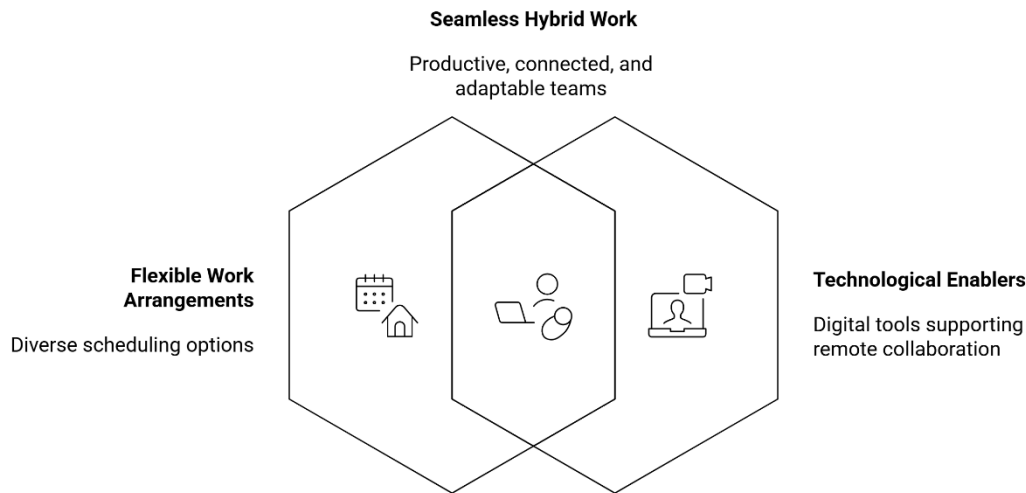 Seamless Hybrid Work
Productive, connected, and
adaptable teams
Flexible Work
Arrangements
Diverse scheduling options
Technological Enablers
Digital tools supporting
remote collaboration